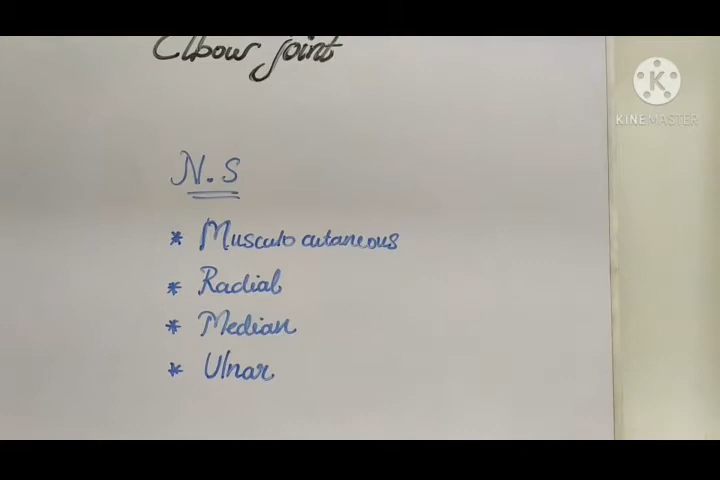 Elbow joint
K
KINEMASTER
N.S
* Musculo cutaneous
* Radial
* Median
* Ulnar